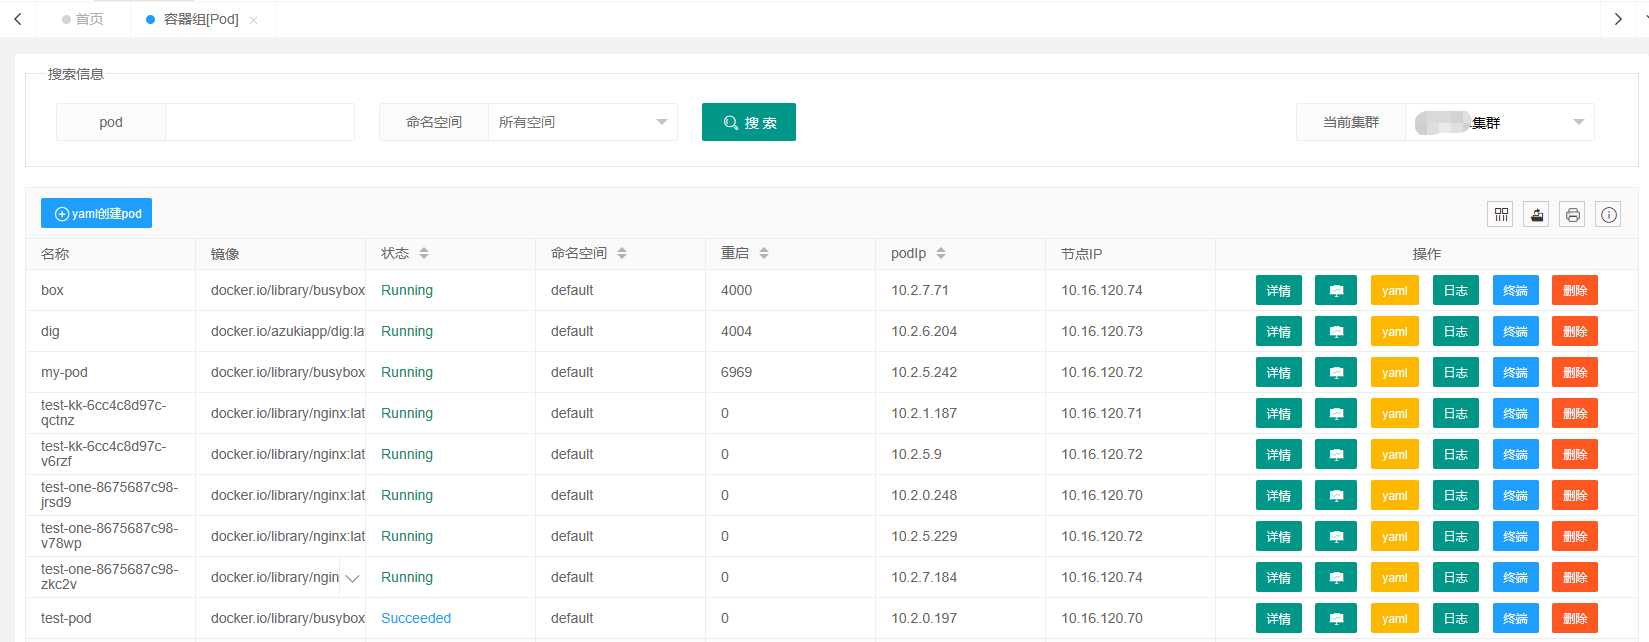 首页
容器组[Pod]
搜索信息
pod
命名空间 所有空间
搜 索
当前集群 集群
yaml创建pod
名称 镜像 状态 命名空间 重启 podIp 节点IP 操作
box docker.io/library/busybox Running default 4000 10.2.7.71 10.16.120.74 详情 yaml 日志 终端 删除
dig docker.io/azukiapp/dig:la Running default 4004 10.2.6.204 10.16.120.73 详情 yaml 日志 终端 删除
my-pod docker.io/library/busybox Running default 6969 10.2.5.242 10.16.120.72 详情 yaml 日志 终端 删除
test-kk-6cc4c8d97c-
qctnz docker.io/library/nginx:lat Running default 0 10.2.1.187 10.16.120.71 详情 yaml 日志 终端 删除
test-kk-6cc4c8d97c-
v6rzf docker.io/library/nginx:lat Running default 0 10.2.5.9 10.16.120.72 详情 yaml 日志 终端 删除
test-one-8675687c98-
jrsd9 docker.io/library/nginx:lat Running default 0 10.2.0.248 10.16.120.70 详情 yaml 日志 终端 删除
test-one-8675687c98-
v78wp docker.io/library/nginx:lat Running default 0 10.2.5.229 10.16.120.72 详情 yaml 日志 终端 删除
test-one-8675687c98-
zkc2v docker.io/library/ngin Running default 0 10.2.7.184 10.16.120.74 详情 yaml 日志 终端 删除
test-pod docker.io/library/busybox Succeeded default 0 10.2.0.197 10.16.120.70 详情 yaml 日志 终端 删除